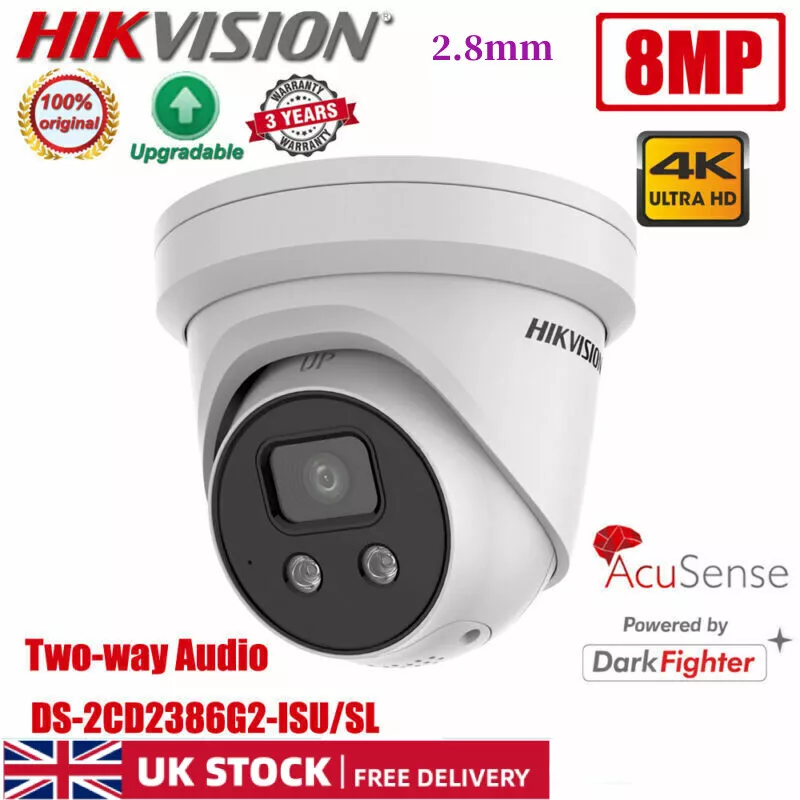 HIKVISION®
2.8mm
8MP
100%
original
Upgradable
WARRANTY
3 YEARS
WARRANTY
4K
ULTRA HD
UP
HIKVISION
AcuSense
Powered by
DarkFighter
Two-way Audio
DS-2CD2386G2-ISU/SL
UK STOCK FREE DELIVERY